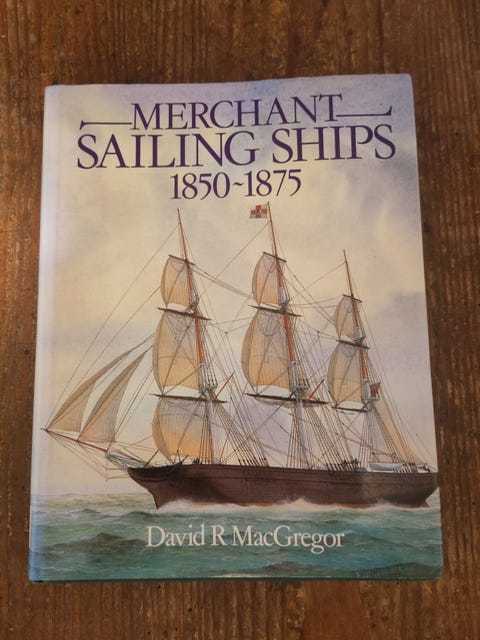 MERCHANT
SAILING SHIPS
1850~1875
David R MacGregor